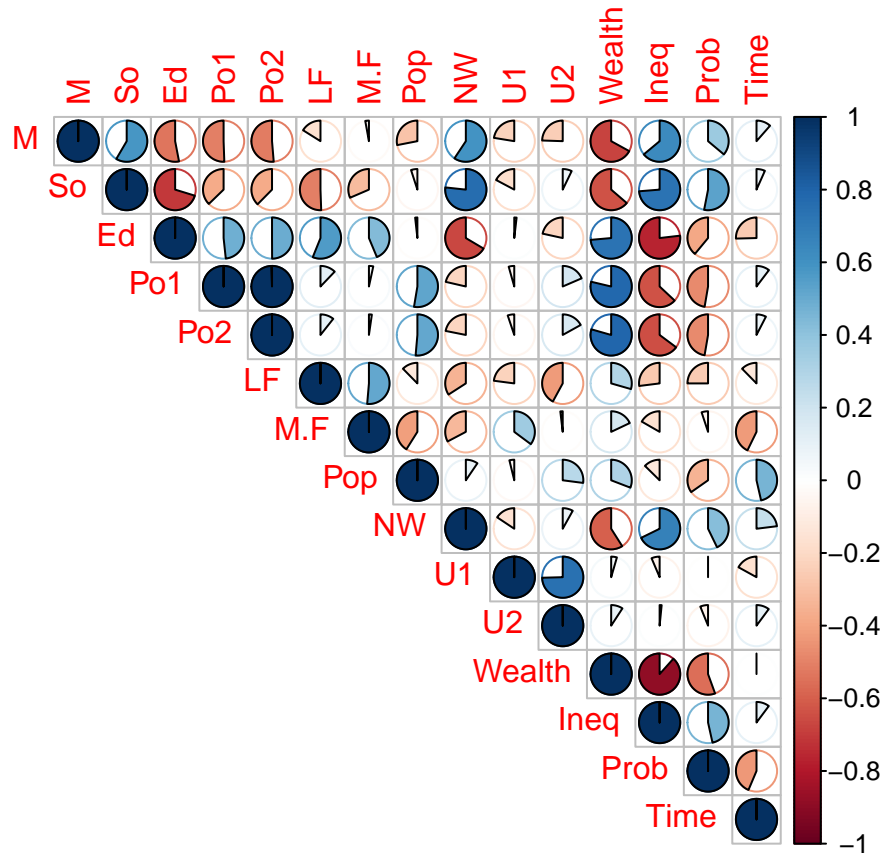 M So Ed Po1 Po2 LF M.F Pop NW U1 U2 Wealth Ineq Prob Time
M
So
Ed
Po1
Po2
LF
M.F
Pop
NW
U1
U2
Wealth
Ineq
Prob
Time
1
0.8
0.6
0.4
0.2
0
−0.2
−0.4
−0.6
−0.8
−1